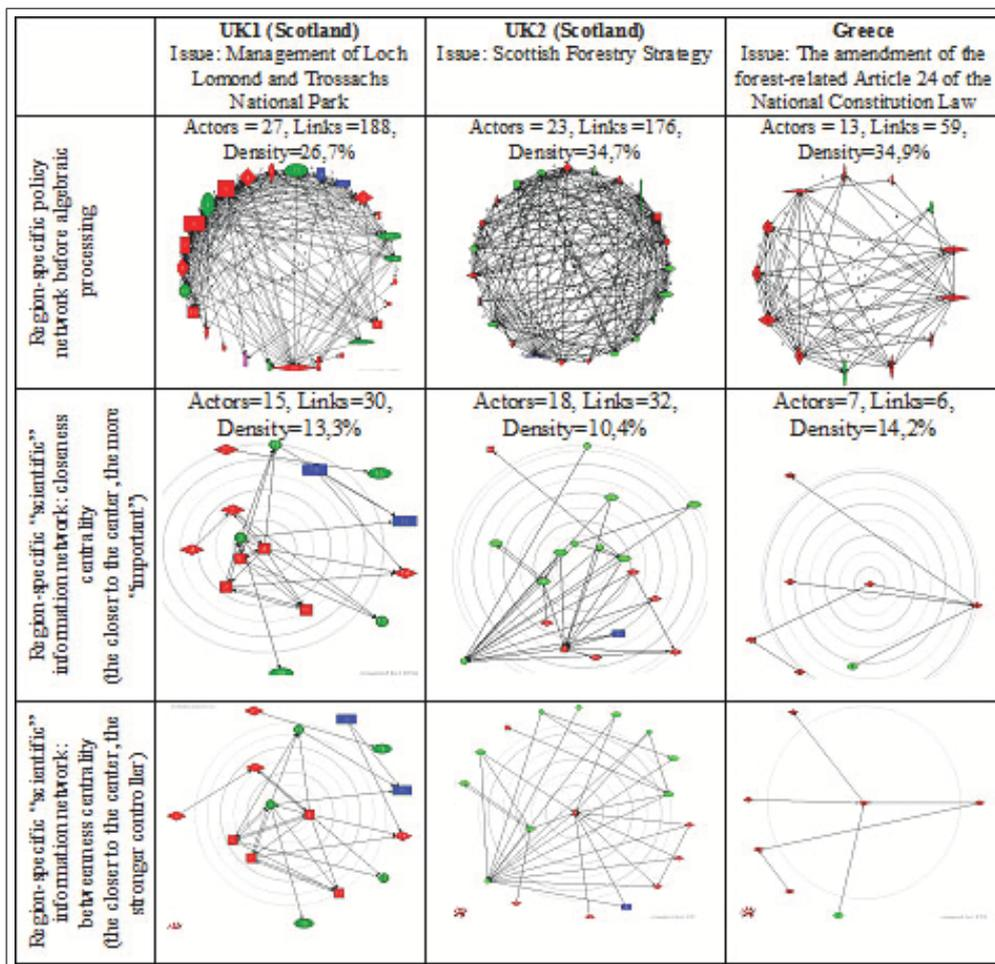 UK1 (Scotland)
Issue: Management of Loch
Lomond and Trossachs
National Park
UK2 (Scotland)
Issue: Scottish Forestry Strategy
Greece
Issue: The amendment of the
forest-related Article 24 of the
National Constitution Law
Region-specific policy
network before algebraic
processing
Actors = 27, Links =188,
Density=26,7%
Actors = 23, Links=176,
Density=34,7%
Actors = 13, Links = 59,
Density=34,9%
Region-specific “scientific”
information network: closeness
centrality
(the closer to the center, the more
“important”)
Actors=15, Links=30,
Density=13,3%
Actors=18, Links=32,
Density=10,4%
Actors=7, Links=6,
Density=14,2%
Region-specific “scientific”
information network:
betweenness centrality
(the closer to the center, the
stronger controller)